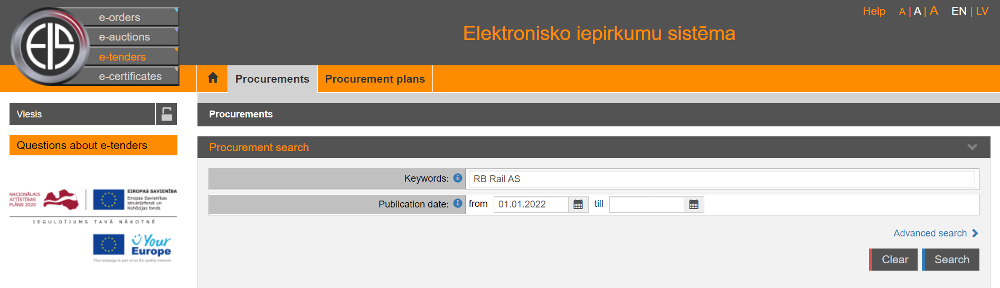 EIS
e-orders
e-auctions
e-tenders
e-certificates
Elektronisko iepirkumu sistēma
Help A | A | A EN | LV
Procurements Procurement plans
Viesis
Questions about e-tenders
NACIONĀLAIS
ATTĪSTĪBAS
PLĀNS 2020
EIROPAS SAVIENĪBA
Eiropas Savienības
struktūrfondi un
Kohēzijas fonds
IEGULDĪJUMS TAVĀ NĀKOTNĒ
Your
Europe
This webpage is part of an EU quality network
Procurements
Procurement search
Keywords: RB Rail AS
Publication date: from 01.01.2022 till
Advanced search
Clear Search